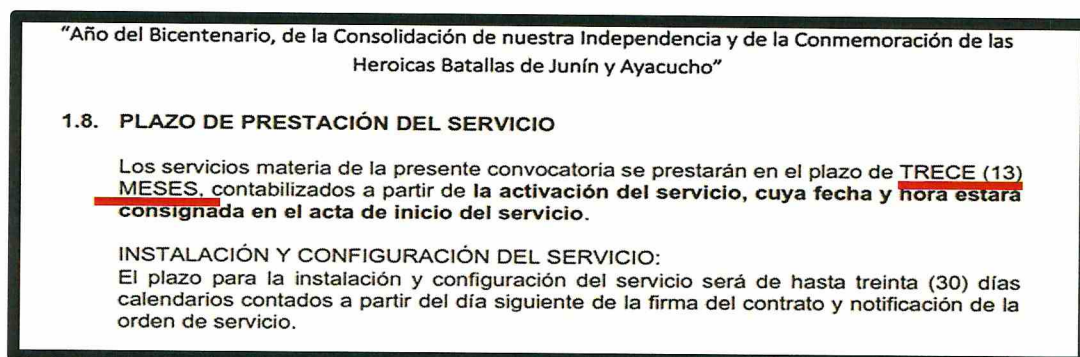 “Año del Bicentenario, de la Consolidación de nuestra Independencia y de la Conmemoración de las
Heroicas Batallas de Junín y Ayacucho”
1.8. PLAZO DE PRESTACIÓN DEL SERVICIO
Los servicios materia de la presente convocatoria se prestarán en el plazo de TRECE (13)
MESES, contabilizados a partir de la activación del servicio, cuya fecha y hora estará
consignada en el acta de inicio del servicio.
INSTALACIÓN Y CONFIGURACIÓN DEL SERVICIO:
El plazo para la instalación y configuración del servicio será de hasta treinta (30) días
calendarios contados a partir del día siguiente de la firma del contrato y notificación de la
orden de servicio.